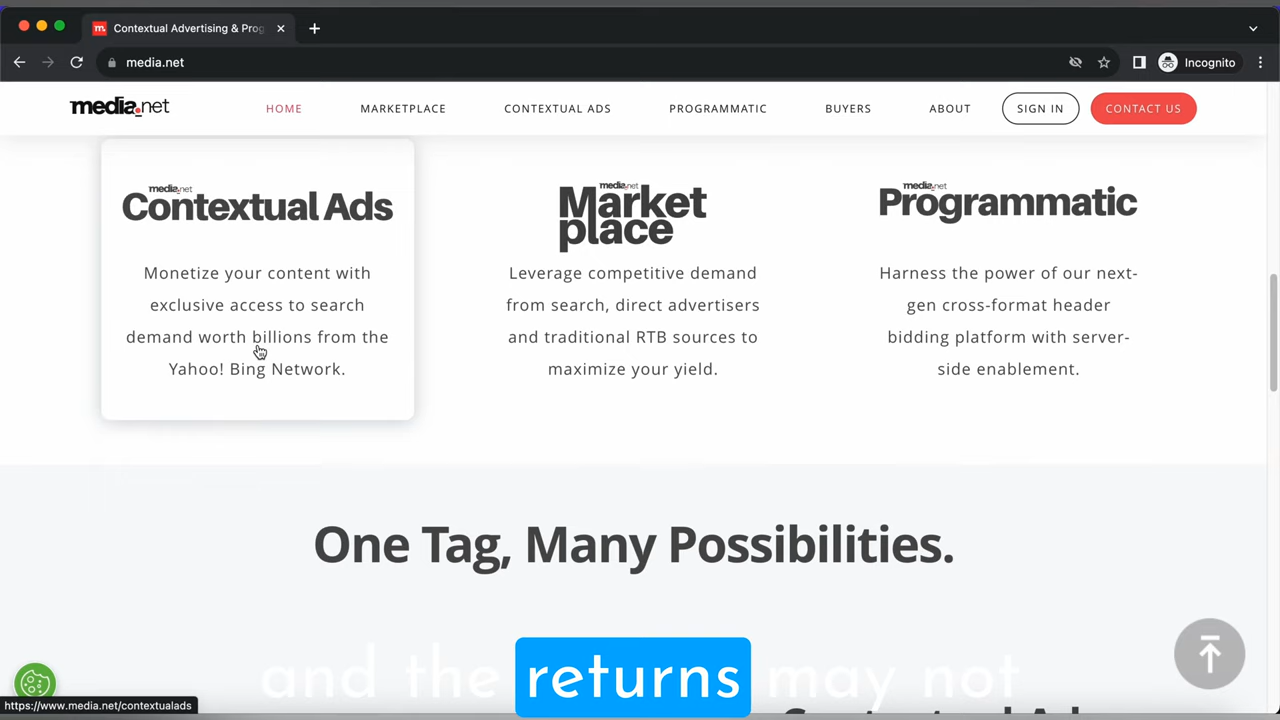 Contextual Advertising & Prog
media.net
Incognito
media.net
HOME
MARKETPLACE
CONTEXTUAL ADS
PROGRAMMATIC
BUYERS
ABOUT
SIGN IN
CONTACT US
media.net
Contextual Ads
Monetize your content with
exclusive access to search
demand worth billions from the
Yahoo! Bing Network.
media.net
Market
place
Leverage competitive demand
from search, direct advertisers
and traditional RTB sources to
maximize your yield.
media.net
Programmatic
Harness the power of our next-
gen cross-format header
bidding platform with server-
side enablement.
One Tag, Many Possibilities.
and the returns may not
https://www.media.net/contextualads